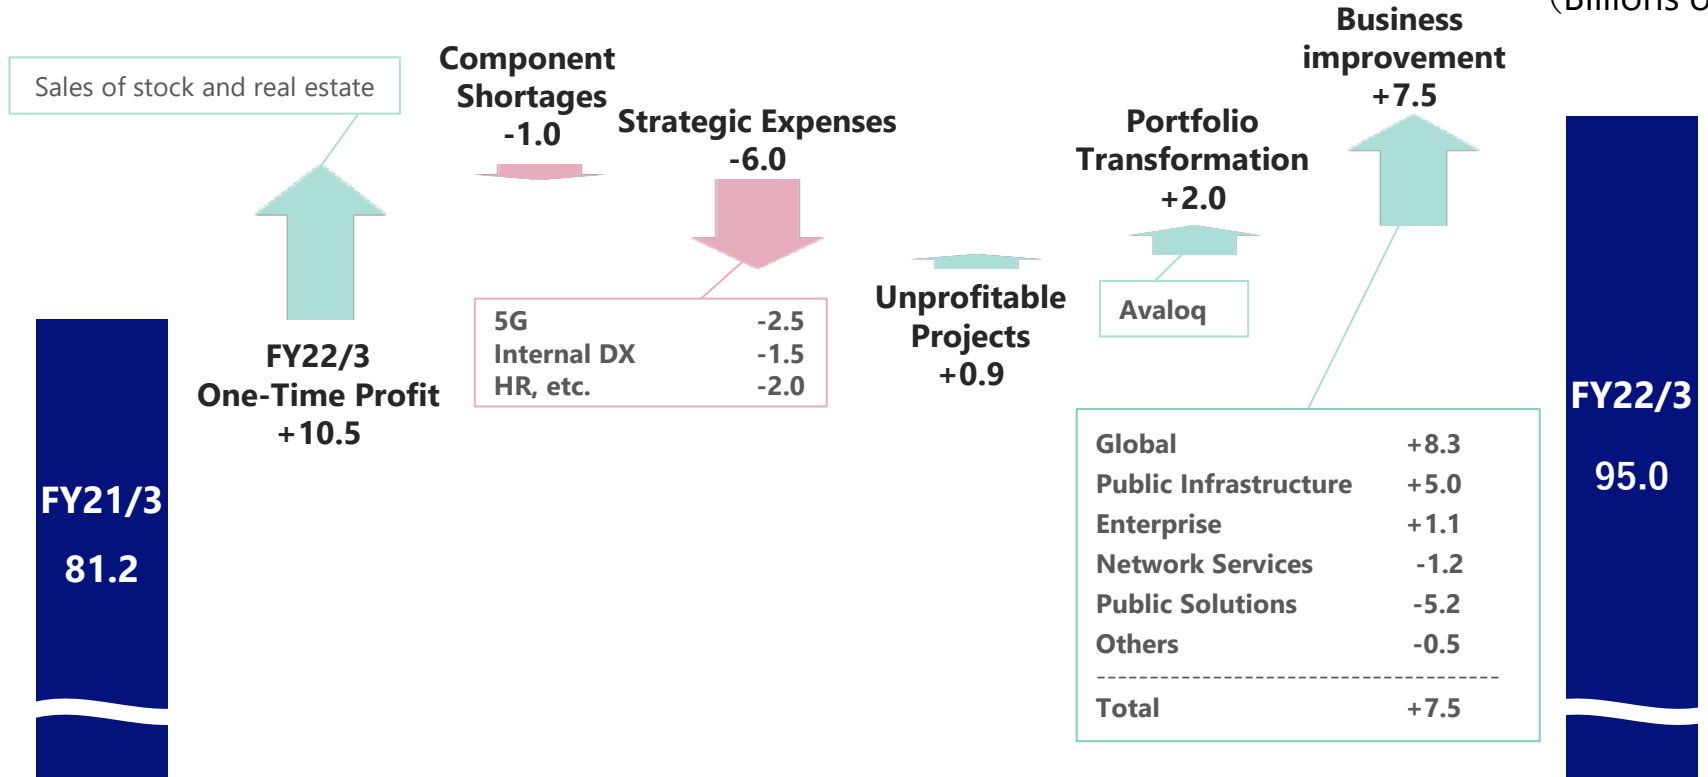 (Billions o
Sales of stock and real estate
Component
Shortages
-1.0
Strategic Expenses
-6.0
Portfolio
Transformation
+2.0
Business
improvement
+7.5
FY22/3
One-Time Profit
+10.5
5G -2.5
Internal DX -1.5
HR, etc. -2.0
Unprofitable
Projects
+0.9
Avaloq
FY21/3
81.2
Global +8.3
Public Infrastructure +5.0
Enterprise +1.1
Network Services -1.2
Public Solutions -5.2
Others -0.5
--------------------------------------
Total +7.5
FY22/3
95.0